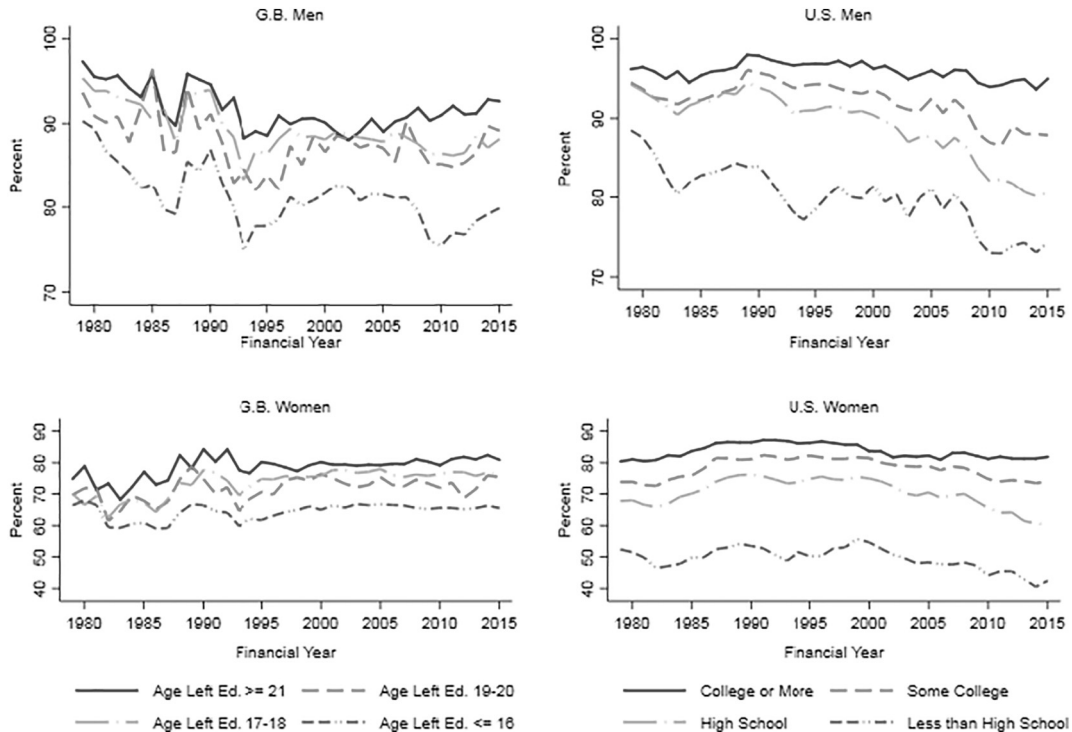 G.B. Men
Percent
100
90
80
70
1980 1985 1990 1995 2000 2005 2010 2015
Financial Year
U.S. Men
Percent
100
90
80
70
1980 1985 1990 1995 2000 2005 2010 2015
Financial Year
G.B. Women
Percent
90
80
70
60
50
40
1980 1985 1990 1995 2000 2005 2010 2015
Financial Year
U.S. Women
Percent
90
80
70
60
50
40
1980 1985 1990 1995 2000 2005 2010 2015
Financial Year
Age Left Ed. >= 21
Age Left Ed. 19-20
Age Left Ed. 17-18
Age Left Ed. <= 16
College or More
Some College
High School
Less than High School